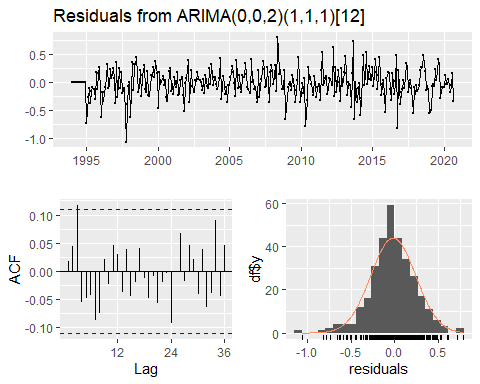 Residuals from ARIMA(0,0,2)(1,1,1)[12]
0.5
0.0
-0.5
-1.0
1995 2000 2005 2010 2015 2020
ACF
0.10
0.05
0.00
-0.05
-0.10
12 24 36
Lag
df$y
60
40
20
0
-1.0 -0.5 0.0 0.5
residuals